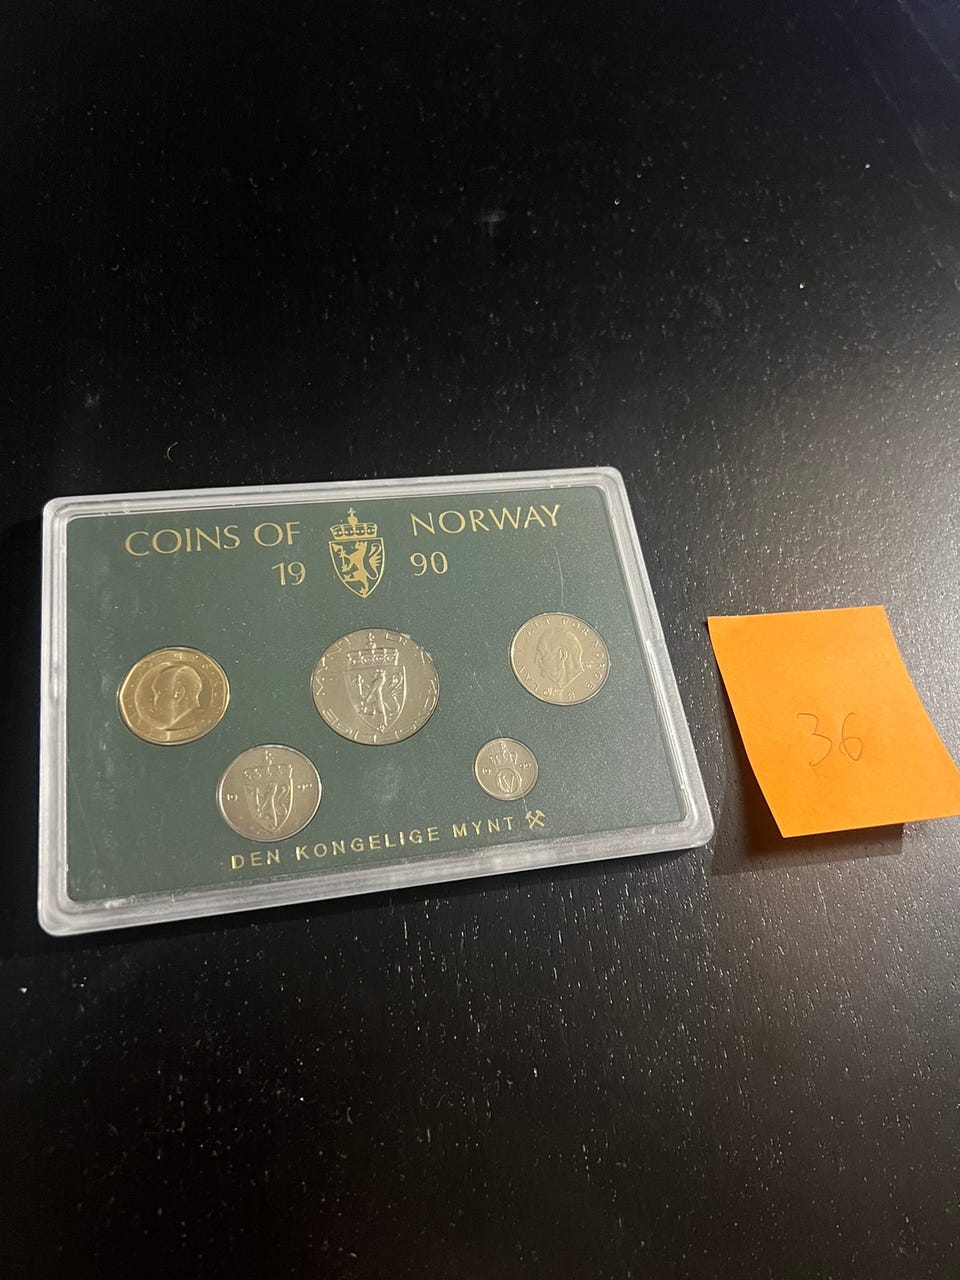 COINS OF NORWAY
19 90
DEN KONGELIGE MYNT
36